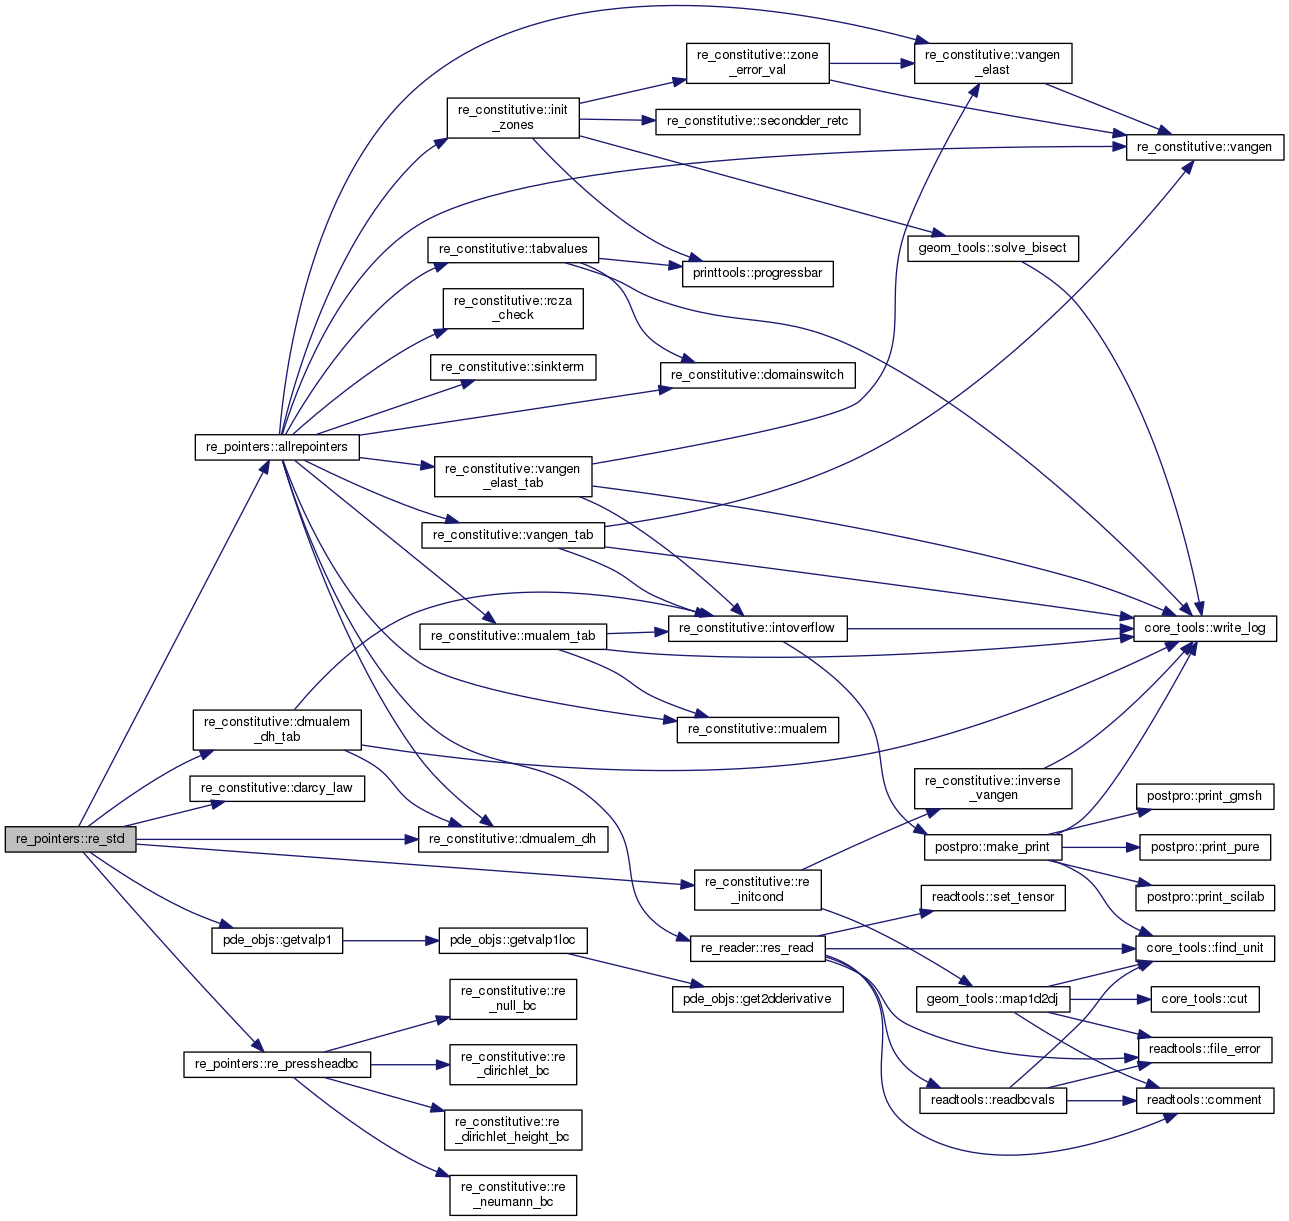 re_constitutive::zone
_error_val
re_constitutive::vangen
_elast
re_constitutive::init
_zones
re_constitutive::secondder_retc
re_constitutive::vangen
re_constitutive::tabvalues
geom_tools::solve_bisect
printtools::progressbar
re_constitutive::rcza
_check
re_constitutive::sinkterm
re_constitutive::domainswitch
re_pointers::allrepointers
re_constitutive::vangen
_elast_tab
re_constitutive::vangen_tab
re_constitutive::mualem_tab
re_constitutive::intoverflow
core_tools::write_log
re_constitutive::dmualem
_dh_tab
re_constitutive::mualem
re_constitutive::darcy_law
re_constitutive::inverse
_vangen
postpro::print_gmsh
re_pointers::re_std
re_constitutive::dmualem_dh
postpro::make_print
postpro::print_pure
re_constitutive::re
_initcond
readtools::set_tensor
postpro::print_scilab
pde_objs::getvalp1
pde_objs::getvalp1loc
re_reader::res_read
core_tools::find_unit
re_constitutive::re
_null_bc
pde_objs::get2dderivative
geom_tools::map1d2dj
core_tools::cut
re_pointers::re_pressheadbc
re_constitutive::re
_dirichlet_bc
readtools::file_error
readtools::readbcvals
readtools::comment
re_constitutive::re
_dirichlet_height_bc
re_constitutive::re
_neumann_bc